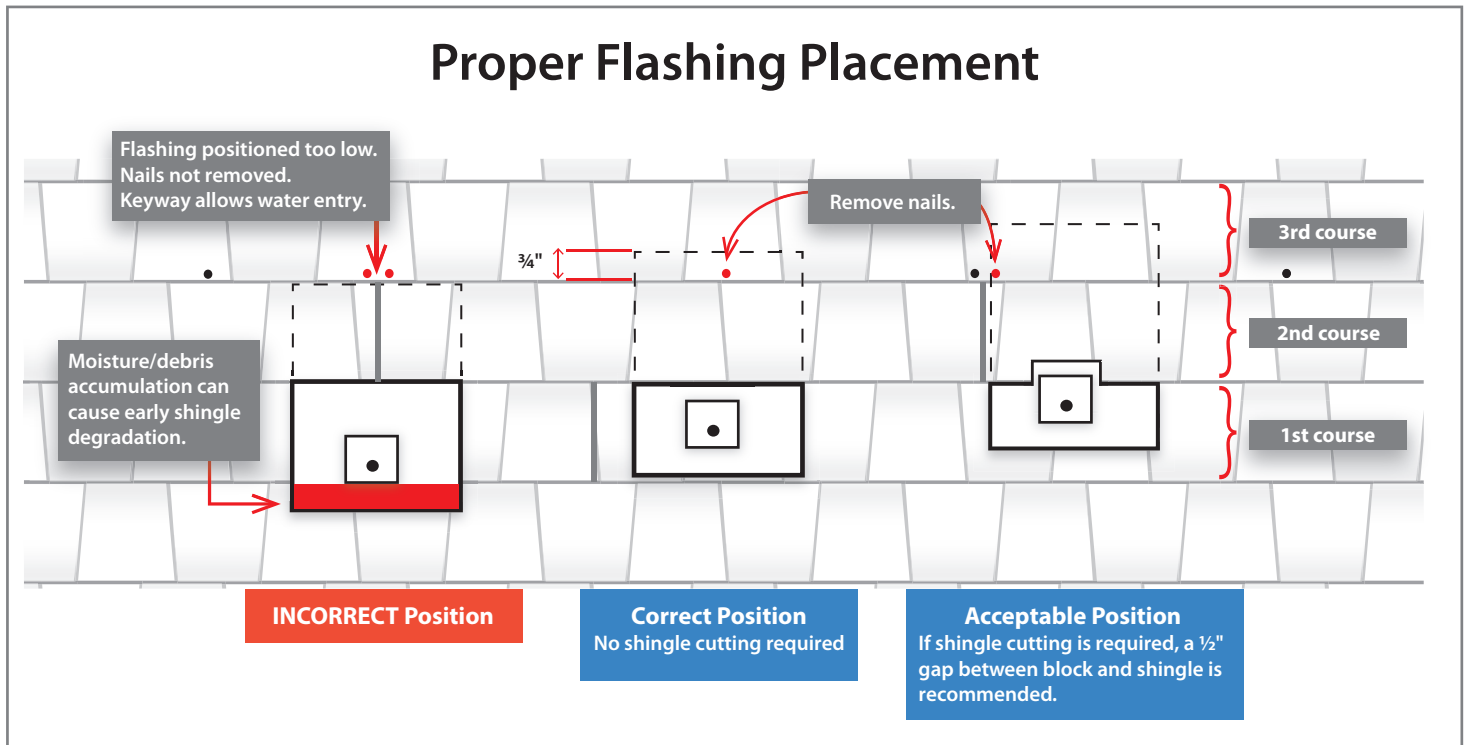 Proper Flashing Placement
Flashing positioned too low.
Nails not removed.
Keyway allows water entry.
Remove nails.
3rd course
¾"
2nd course
Moisture/debris
accumulation can
cause early shingle
degradation.
1st course
INCORRECT Position
Correct Position
No shingle cutting required
Acceptable Position
If shingle cutting is required, a ½"
gap between block and shingle is
recommended.